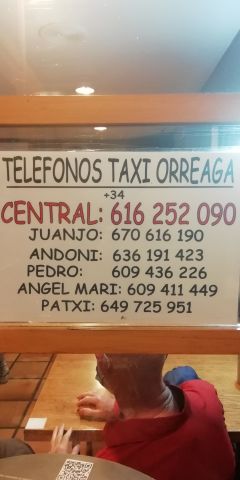 TELEFONOS TAXI ORREAGA
+34
CENTRAL: 616 252 090
JUANJO: 670 616 190
ANDONI: 636 191 423
PEDRO: 609 436 226
ANGEL MARI: 609 411 449
PATXI: 649 725 951